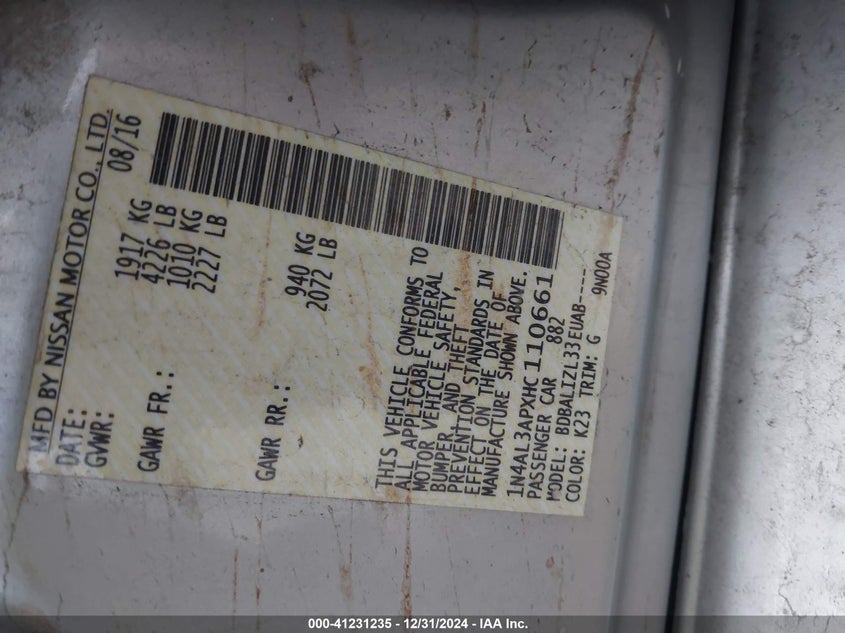 MFD BY NISSAN MOTOR CO., LTD.
DATE: 08/16
GVWR: 1917 KG
4226 LB
GAWR FR.: 1010 KG
2227 LB
GAWR RR.: 940 KG
2072 LB
THIS VEHICLE CONFORMS TO
ALL APPLICABLE FEDERAL
MOTOR VEHICLE SAFETY,
BUMPER, AND THEFT
PREVENTION STANDARDS IN
EFFECT ON THE DATE OF
MANUFACTURE SHOWN ABOVE.
1N4AL3APXHC110661
PASSENGER CAR 882
MODEL: BDBALIZL33EUAB----
COLOR: K23 TRIM: G 9N00A
000-41231235 - 12/31/2024 - IAA Inc.